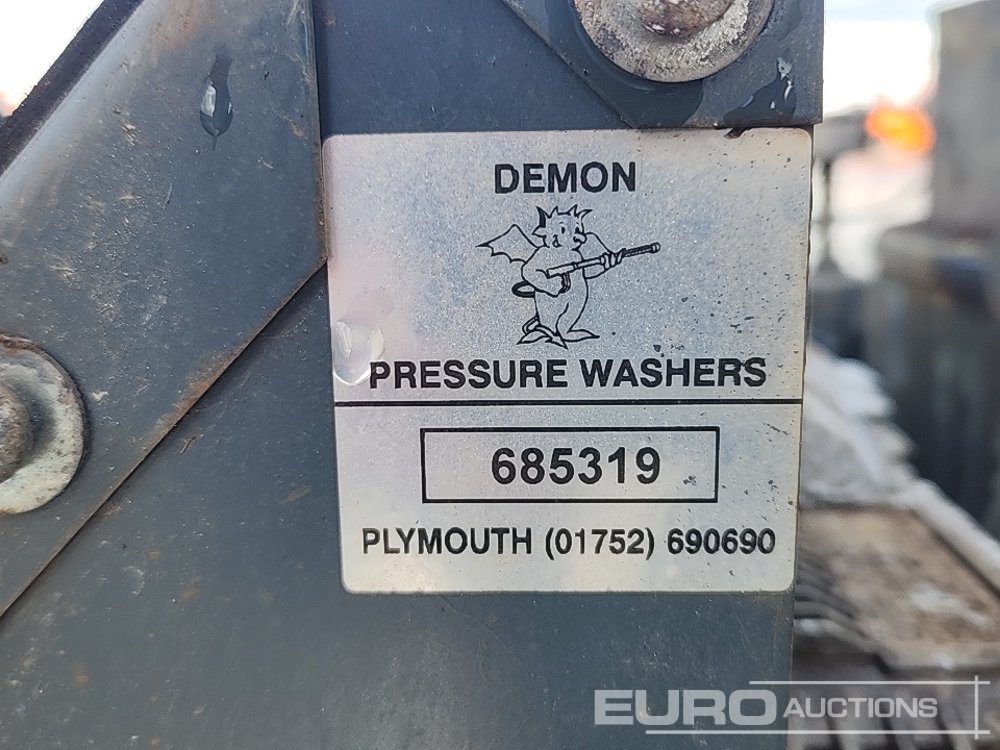 DEMON
PRESSURE WASHERS
685319
PLYMOUTH (01752) 690690
EURO AUCTIONS